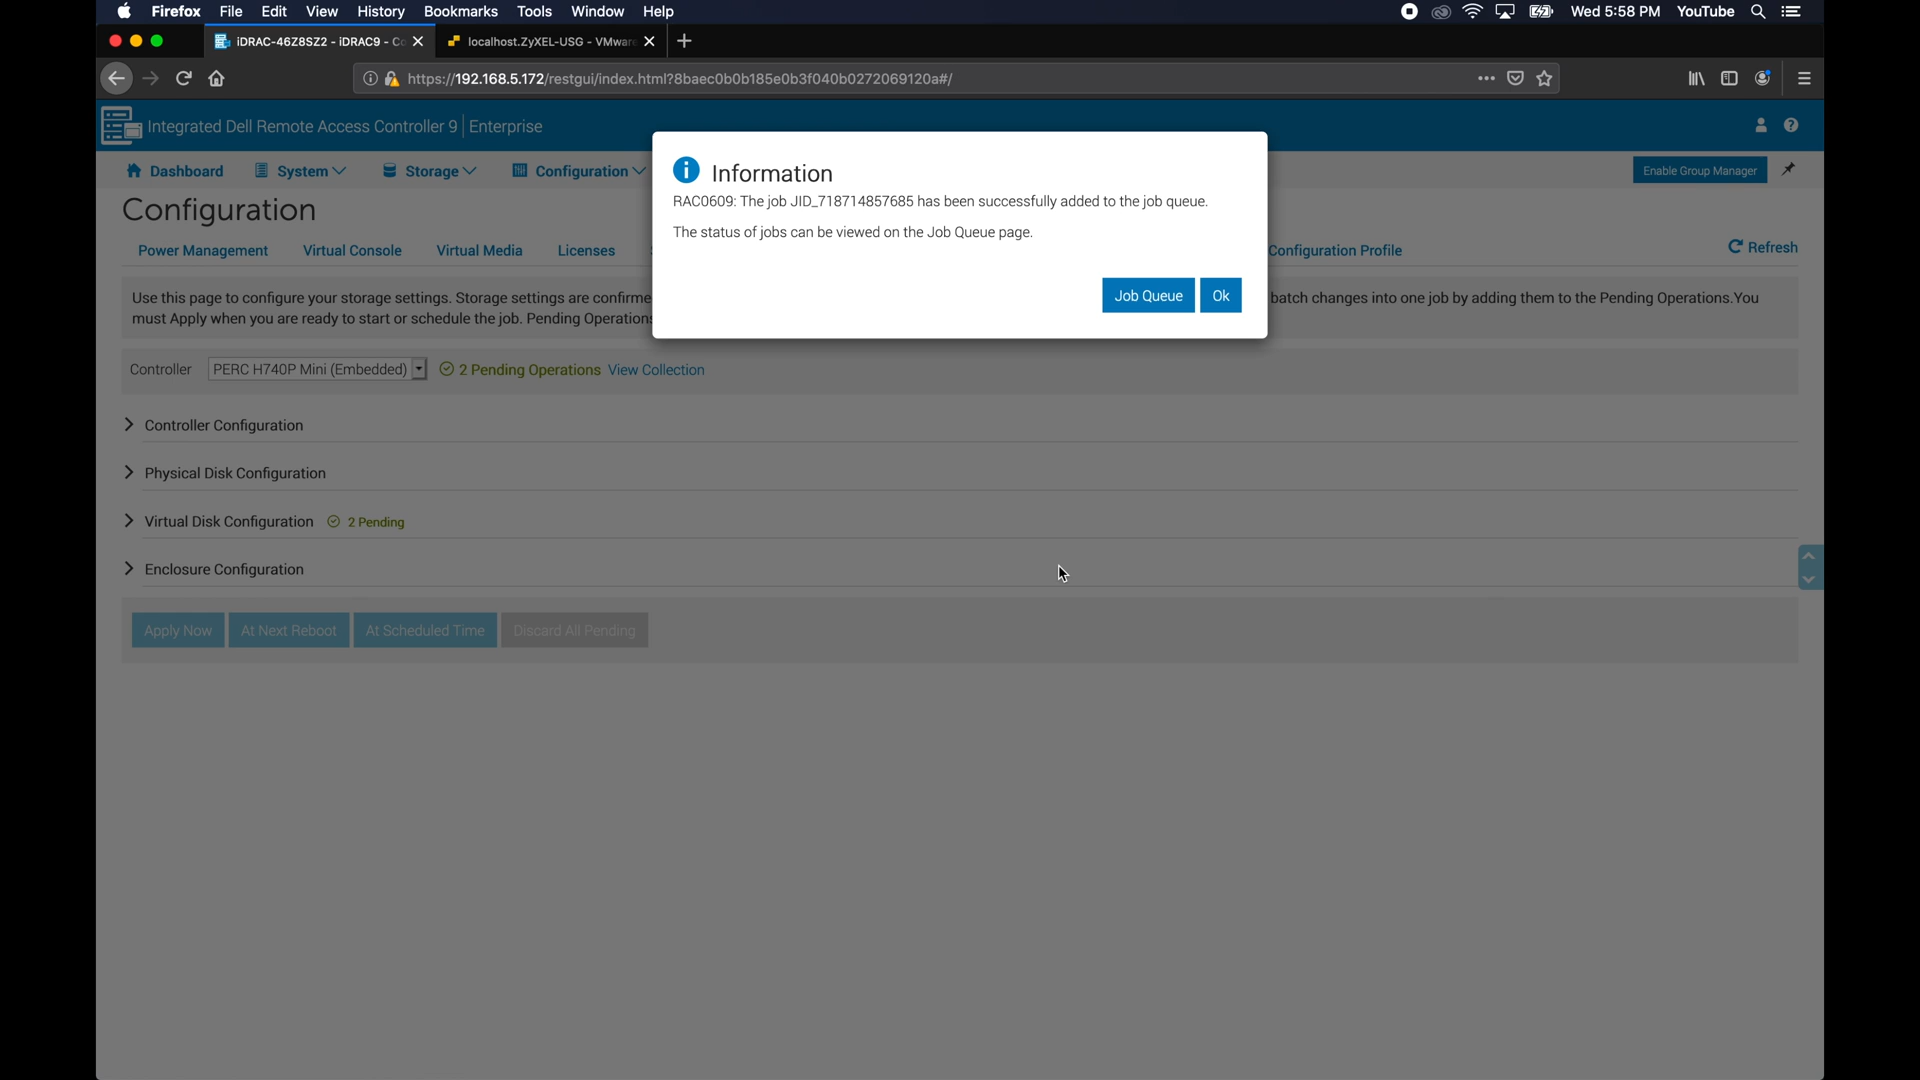 Firefox File Edit View History Bookmarks Tools Window Help Wed 5:58 PM YouTube
iDRAC-46Z8SZ2 - iDRAC9 - Co localhost.ZyXEL-USG - VMware
https://192.168.5.172/restgui/index.html?8baec0b0b185e0b3f040b0272069120a#/
Integrated Dell Remote Access Controller 9 | Enterprise
Dashboard System Storage Configuration Enable Group Manager
Information
RAC0609: The job JID_718714857685 has been successfully added to the job queue.
The status of jobs can be viewed on the Job Queue page.
Job Queue Ok
Configuration
Power Management Virtual Console Virtual Media Licenses Configuration Profile Refresh
Use this page to configure your storage settings. Storage settings are confirme batch changes into one job by adding them to the Pending Operations.You
must Apply when you are ready to start or schedule the job. Pending Operation
Controller PERC H740P Mini (Embedded) 2 Pending Operations View Collection
Controller Configuration
Physical Disk Configuration
Virtual Disk Configuration 2 Pending
Enclosure Configuration
Apply Now At Next Reboot At Scheduled Time Discard All Pending